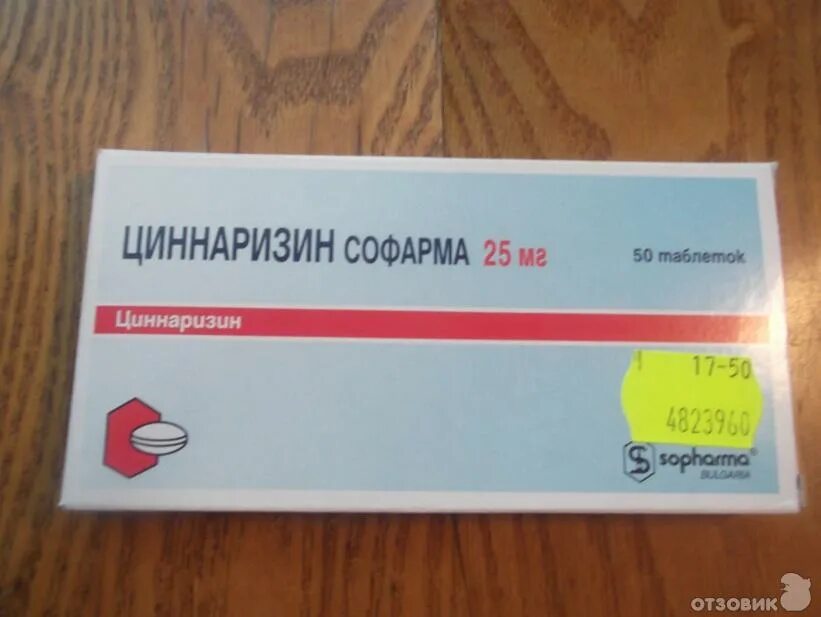 ЦИННАРИЗИН СОФАРМА 25 мг 50 таблеток
Циннаризин
17-50
4823960
sopharma®
BULGARIA
ОТЗОВИК